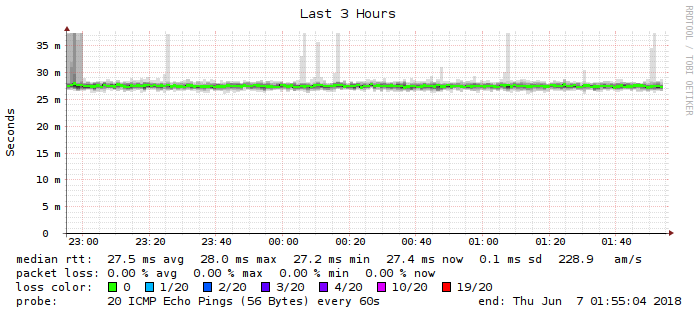 Last 3 Hours
RRDTOOL / TOBI OETIKER
Seconds
35 m
30 m
25 m
20 m
15 m
10 m
5 m
0
23:00 23:20 23:40 00:00 00:20 00:40 01:00 01:20 01:40
median rtt: 27.5 ms avg 28.0 ms max 27.2 ms min 27.4 ms now 0.1 ms sd 228.9 am/s
packet loss: 0.00 % avg 0.00 % max 0.00 % min 0.00 % now
loss color: 0 1/20 2/20 3/20 4/20 10/20 19/20
probe: 20 ICMP Echo Pings (56 Bytes) every 60s end: Thu Jun 7 01:55:04 2018